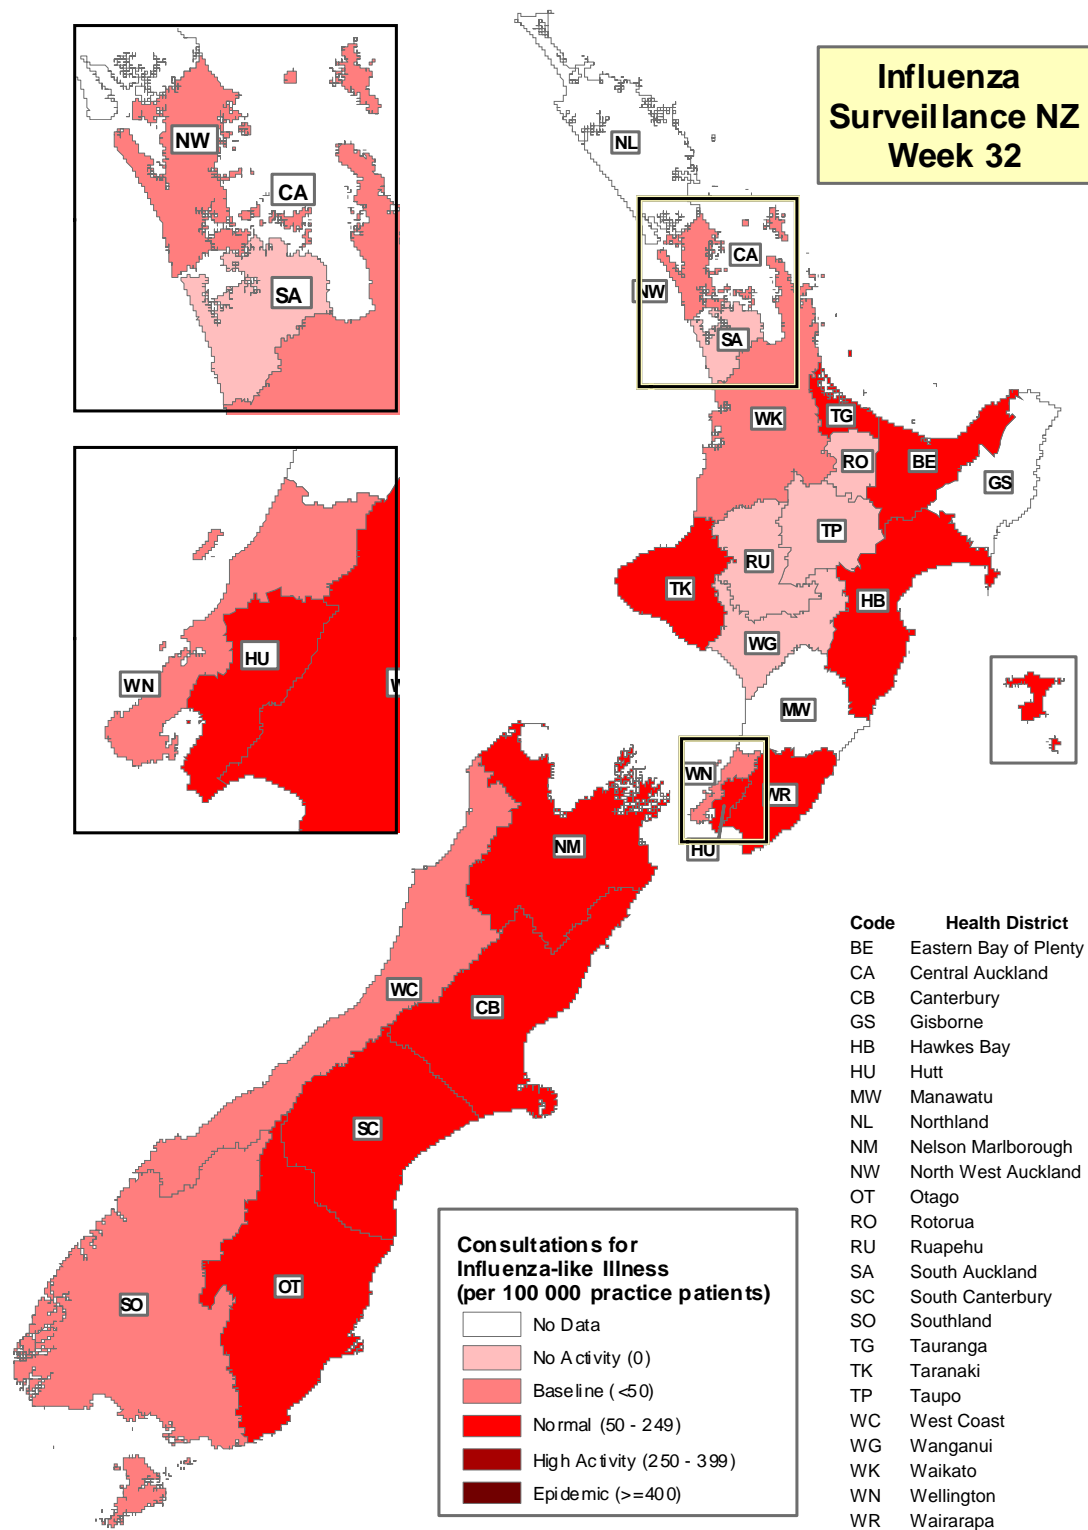 Influenza
Surveillance NZ
Week 32
NW
CA
SA
NL
CA
NW
SA
WK
TG
RO
BE
GS
TP
RU
TK
HB
WG
MW
HU
WN
W
WN
WR
HU
NM
WC
CB
SC
OT
SO
Code Health District
BE Eastern Bay of Plenty
CA Central Auckland
CB Canterbury
GS Gisborne
HB Hawkes Bay
HU Hutt
MW Manawatu
NL Northland
NM Nelson Marlborough
NW North West Auckland
OT Otago
RO Rotorua
RU Ruapehu
SA South Auckland
SC South Canterbury
SO Southland
TG Tauranga
TK Taranaki
TP Taupo
WC West Coast
WG Wanganui
WK Waikato
WN Wellington
WR Wairarapa
Consultations for
Influenza-like Illness
(per 100 000 practice patients)
No Data
No Activity (0)
Baseline (<50)
Normal (50 - 249)
High Activity (250 - 399)
Epidemic (>=400)